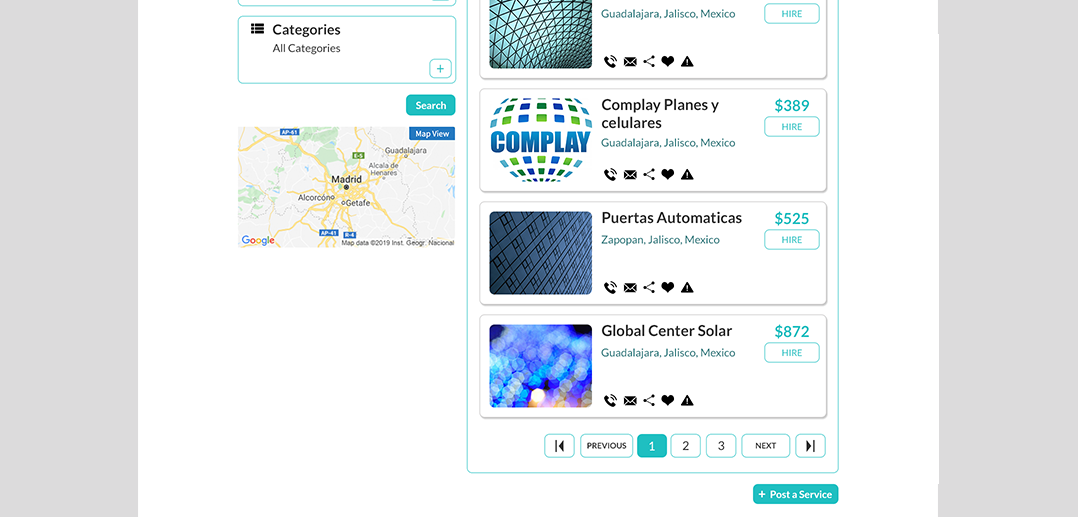 Categories
All Categories
+
Search
Map View
AP-61
Guadalajara
E-5
Alcala de
Henares
Madrid
Alcorcón
Getafe
AP-41
R-4
Google
Map data ©2019 Inst. Geogr. Nacional
Guadalajara, Jalisco, Mexico
HIRE
COMPLAY
Complay Planes y
celulares
$389
HIRE
Guadalajara, Jalisco, Mexico
Puertas Automaticas
$525
Zapopan, Jalisco, Mexico
HIRE
Global Center Solar
$872
Guadalajara, Jalisco, Mexico
HIRE
PREVIOUS 1 2 3 NEXT
+ Post a Service